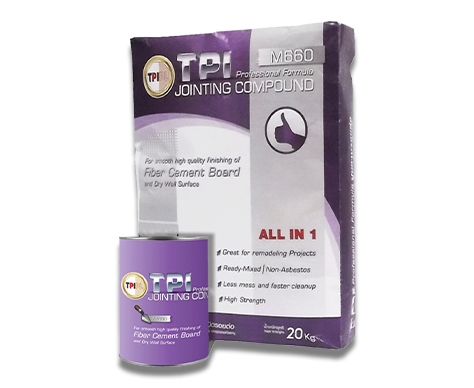 TPI
M660
TPI
Professional Formula
JOINTING COMPOUND
For smooth high quality finishing of
Fiber Cement Board
and Dry Wall Surface
ALL IN 1
Great for remodeling Projects
Ready-Mixed | Non-Asbestos
Less mess and faster cleanup
High Strength
20 KG.
TPI
TPI
JOINTING
For smooth high quality finishing of
Fiber Cement Board
and Dry Wall Surface